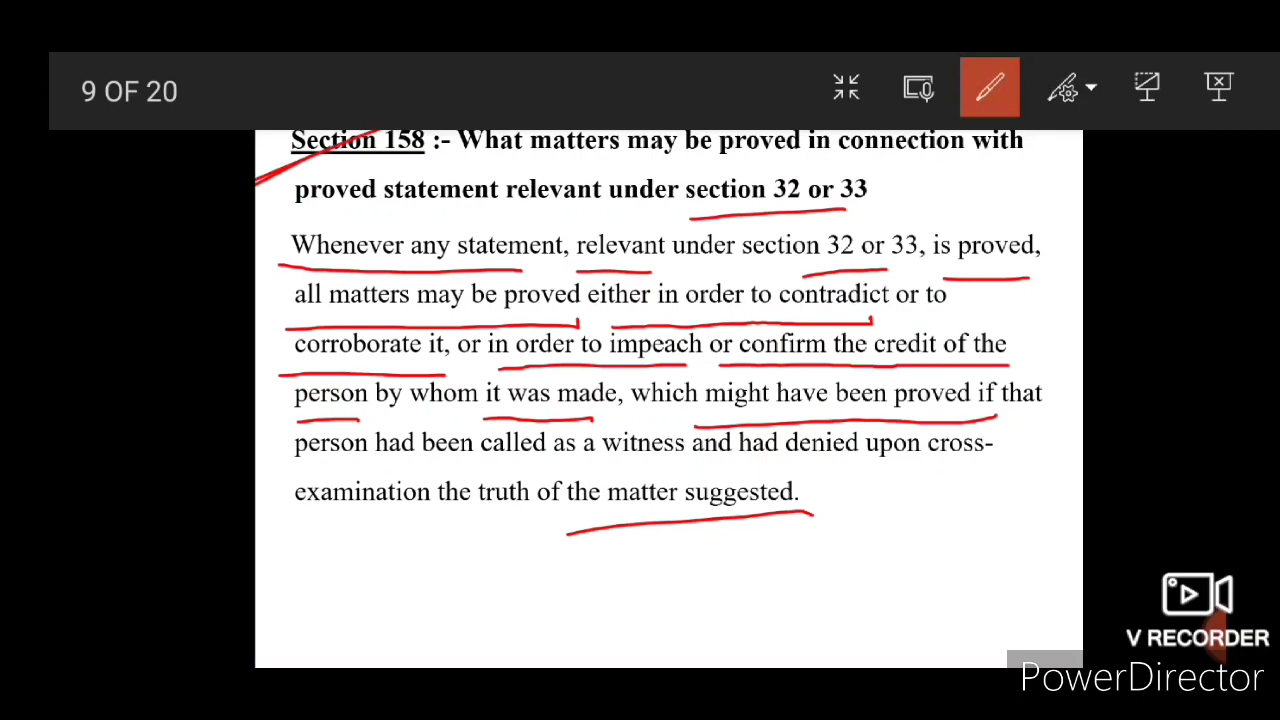 9 OF 20
Section 158 :- What matters may be proved in connection with
proved statement relevant under section 32 or 33
Whenever any statement, relevant under section 32 or 33, is proved,
all matters may be proved either in order to contradict or to
corroborate it, or in order to impeach or confirm the credit of the
person by whom it was made, which might have been proved if that
person had been called as a witness and had denied upon cross-
examination the truth of the matter suggested.
V RECORDER
PowerDirector